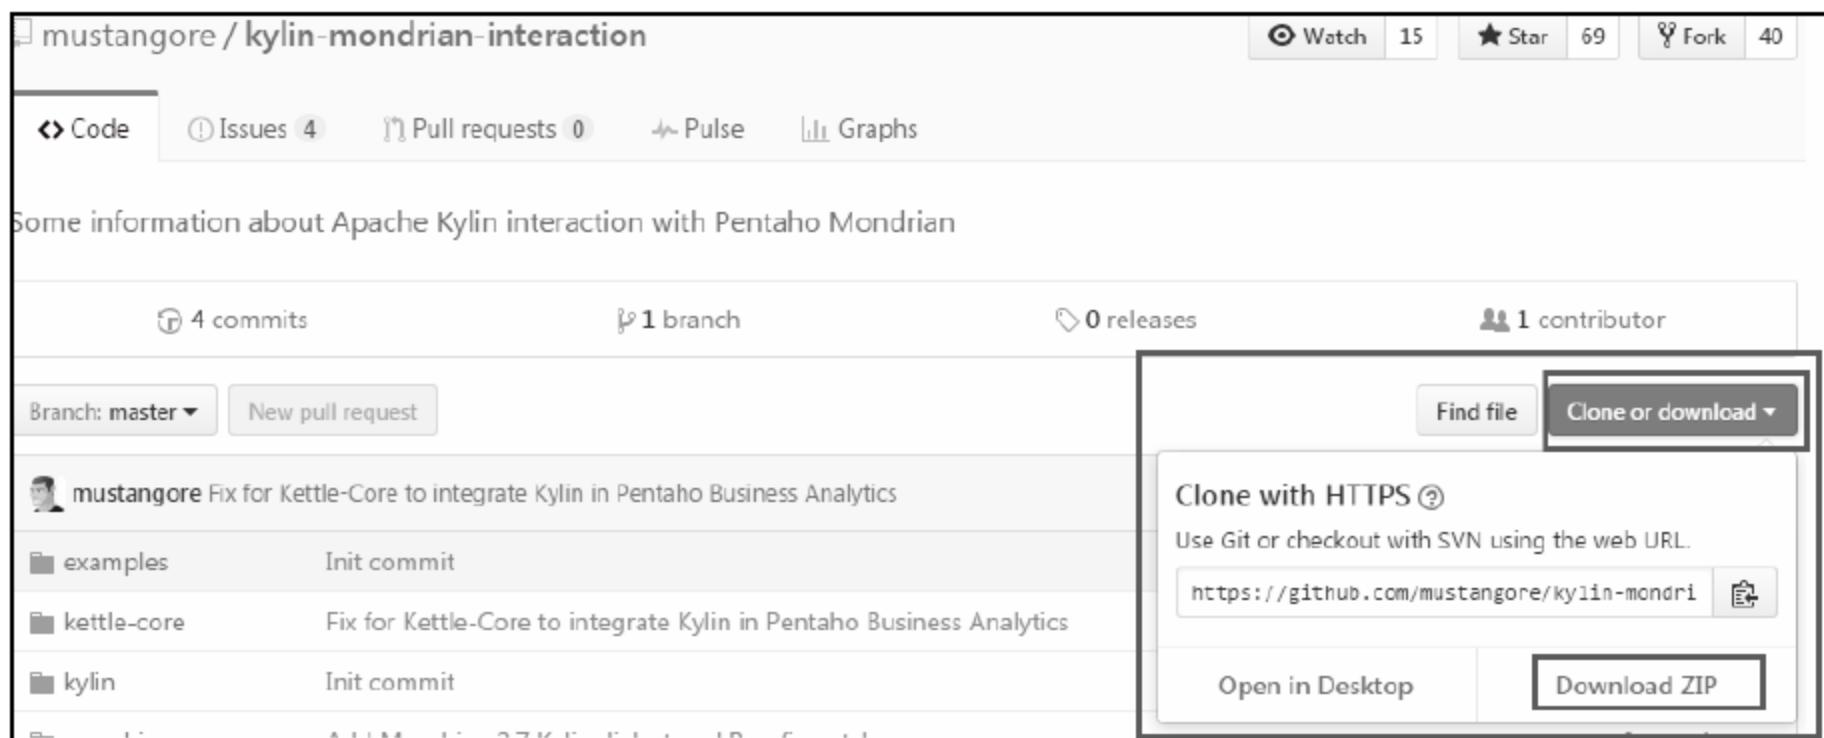 mustangore / kylin-mondrian-interaction
Watch 15 Star 69 Fork 40
Code Issues 4 Pull requests 0 Pulse Graphs
Some information about Apache Kylin interaction with Pentaho Mondrian
4 commits 1 branch 0 releases 1 contributor
Branch: master New pull request Find file Clone or download
mustangore Fix for Kettle-Core to integrate Kylin in Pentaho Business Analytics
examples Init commit
kettle-core Fix for Kettle-Core to integrate Kylin in Pentaho Business Analytics
kylin Init commit
Clone with HTTPS
Use Git or checkout with SVN using the web URL.
https://github.com/mustangore/kylin-mondri
Open in Desktop Download ZIP